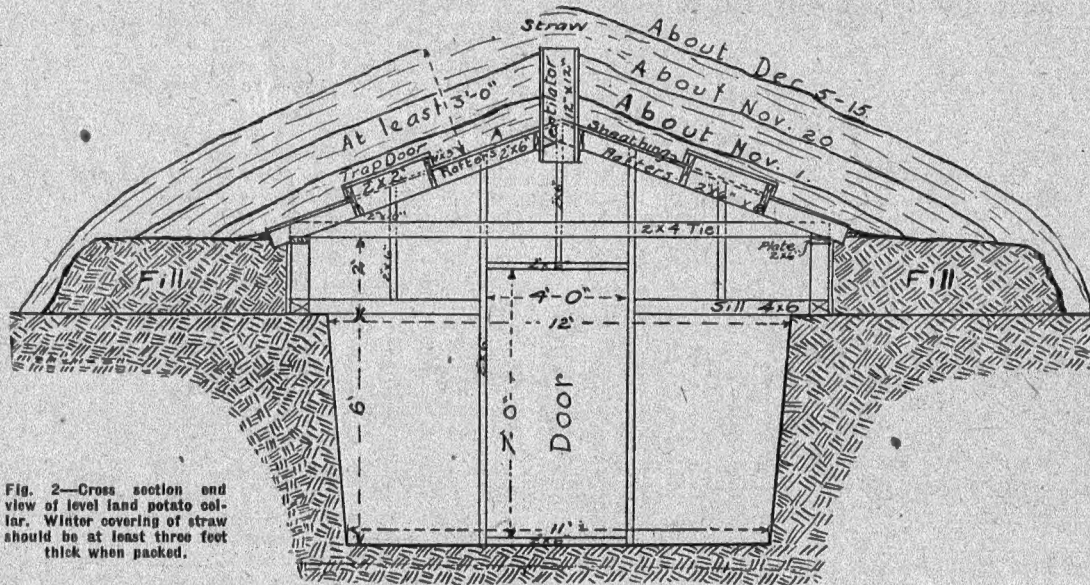 Straw
About Dec 5-15
About Nov. 20
About Nov. 1.
At least 3'-0"
Ventilator
12"x12"
Trap Door
2x2'
Rafters 2x6
A
Sheathing
Rafters
2x6"
2x4 Tie
Plate
2x6
2'
Fill
Fill
4'-0"
Sill 4x6
12'
6'
7'-0"
Door
11'
2x6
Fig. 2—Cross section end
view of level land potato cel-
lar. Winter covering of straw
should be at least three feet
thick when packed.